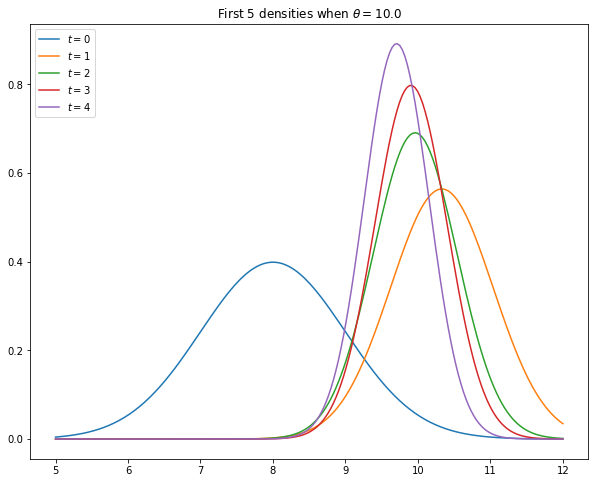 First 5 densities when θ = 10.0
t = 0
t = 1
t = 2
t = 3
t = 4
0.8
0.6
0.4
0.2
0.0
5 6 7 8 9 10 11 12